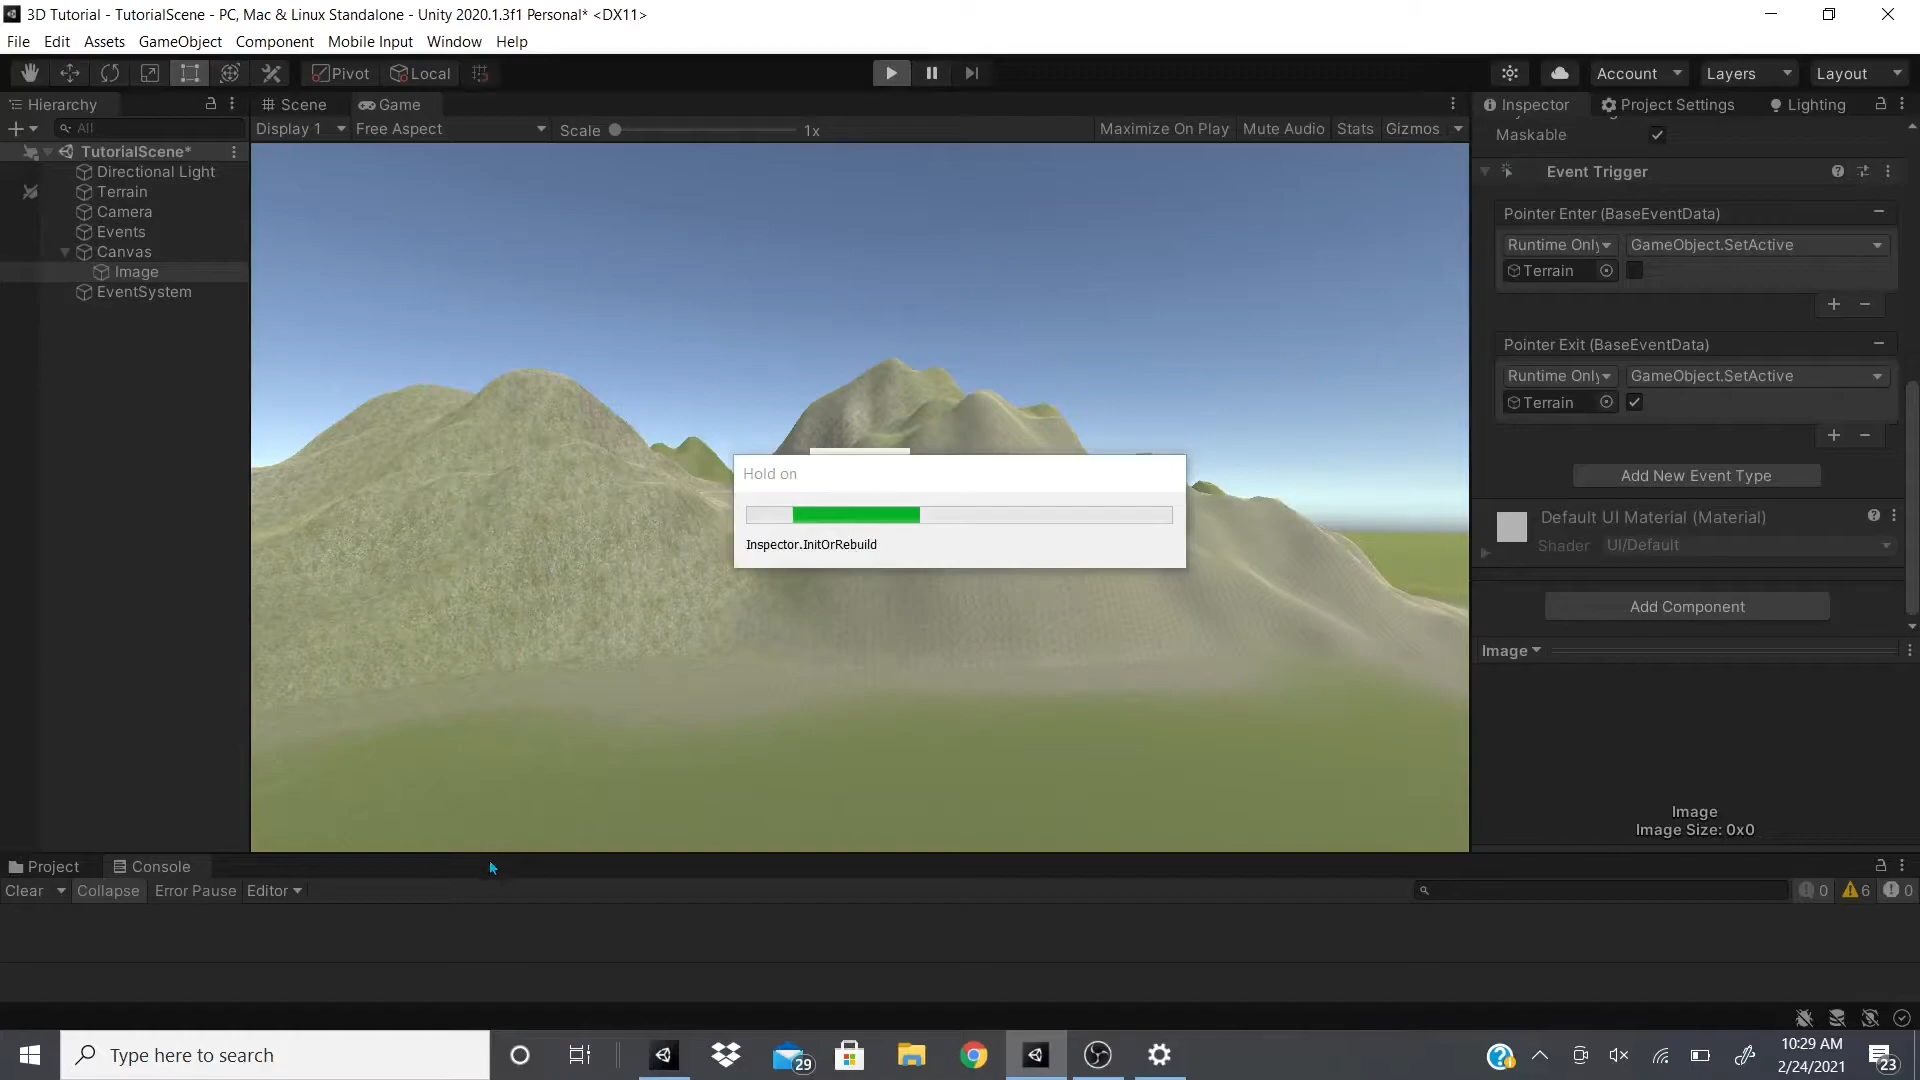 3D Tutorial - TutorialScene - PC, Mac & Linux Standalone - Unity 2020.1.3f1 Personal* <DX11>
File Edit Assets GameObject Component Mobile Input Window Help
Pivot Local Account Layers Layout
Hierarchy
All
TutorialScene*
Directional Light
Terrain
Camera
Events
Canvas
Image
EventSystem
Scene Game
Display 1 Free Aspect Scale 1x Maximize On Play Mute Audio Stats Gizmos
Hold on
Inspector.InitOrRebuild
Inspector Project Settings Lighting
Maskable
Event Trigger
Pointer Enter (BaseEventData)
Runtime Only GameObject.SetActive
Terrain
Pointer Exit (BaseEventData)
Runtime Only GameObject.SetActive
Terrain
Add New Event Type
Default UI Material (Material)
Shader UI/Default
Add Component
Image
Image
Image Size: 0x0
Project Console
Clear Collapse Error Pause Editor 0 6 0
Type here to search
29
10:29 AM
2/24/2021
23